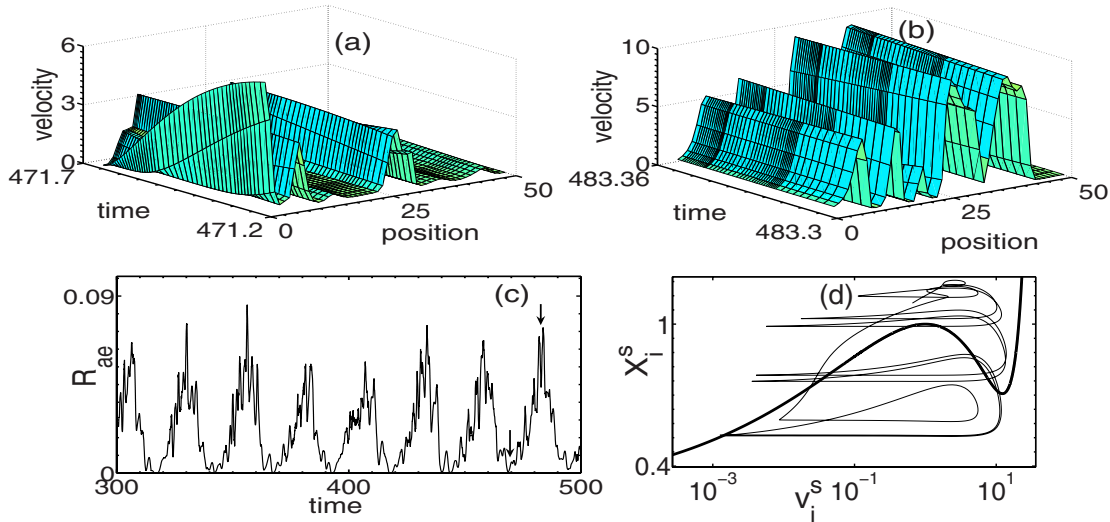 (a)
6
3
0
velocity
471.7
time
471.2
0
25
50
position
(b)
10
5
0
velocity
483.36
time
483.3
0
25
50
position
(c)
0.09
0
R_ae
300
400
500
time
(d)
1
0.4
X_i^s
10^-3
10^-1
10^1
v_i^s